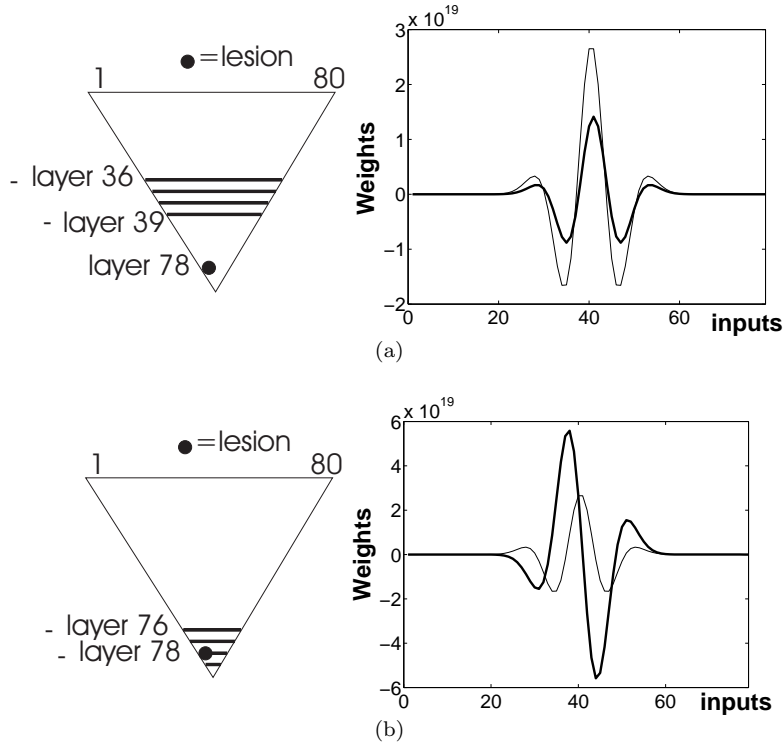 =lesion
1 80
- layer 36
- layer 39
layer 78
x 10^19
3
2
1
0
−1
−2
Weights
0 20 40 60 inputs
(a)
=lesion
1 80
- layer 76
- layer 78
x 10^19
6
4
2
0
−2
−4
−6
Weights
0 20 40 60 inputs
(b)